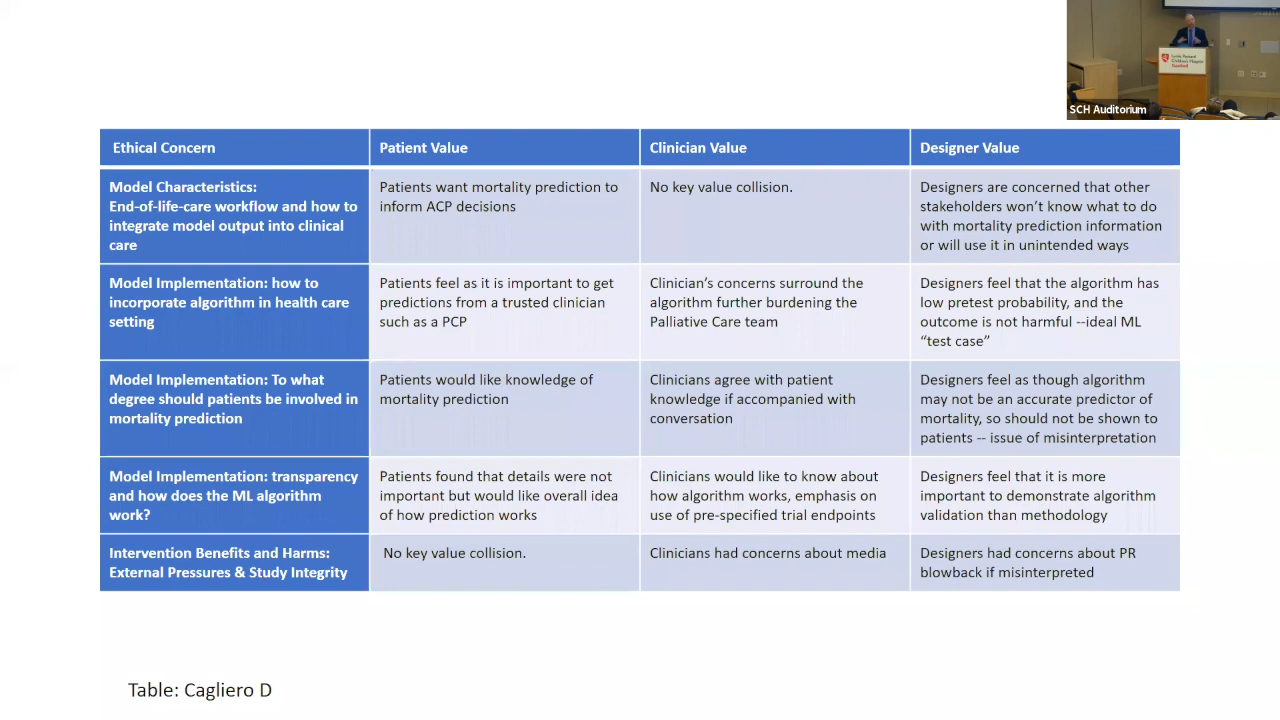 SCH Auditorium
Lucile Packard
Children's Hospital
Stanford
Ethical Concern
Patient Value
Clinician Value
Designer Value
Model Characteristics:
End-of-life-care workflow and how to
integrate model output into clinical
care
Patients want mortality prediction to
inform ACP decisions
No key value collision.
Designers are concerned that other
stakeholders won't know what to do
with mortality prediction information
or will use it in unintended ways
Model Implementation: how to
incorporate algorithm in health care
setting
Patients feel as it is important to get
predictions from a trusted clinician
such as a PCP
Clinician's concerns surround the
algorithm further burdening the
Palliative Care team
Designers feel that the algorithm has
low pretest probability, and the
outcome is not harmful --ideal ML
“test case”
Model Implementation: To what
degree should patients be involved in
mortality prediction
Patients would like knowledge of
mortality prediction
Clinicians agree with patient
knowledge if accompanied with
conversation
Designers feel as though algorithm
may not be an accurate predictor of
mortality, so should not be shown to
patients -- issue of misinterpretation
Model Implementation: transparency
and how does the ML algorithm
work?
Patients found that details were not
important but would like overall idea
of how prediction works
Clinicians would like to know about
how algorithm works, emphasis on
use of pre-specified trial endpoints
Designers feel that it is more
important to demonstrate algorithm
validation than methodology
Intervention Benefits and Harms:
External Pressures & Study Integrity
No key value collision.
Clinicians had concerns about media
Designers had concerns about PR
blowback if misinterpreted
Table: Cagliero D